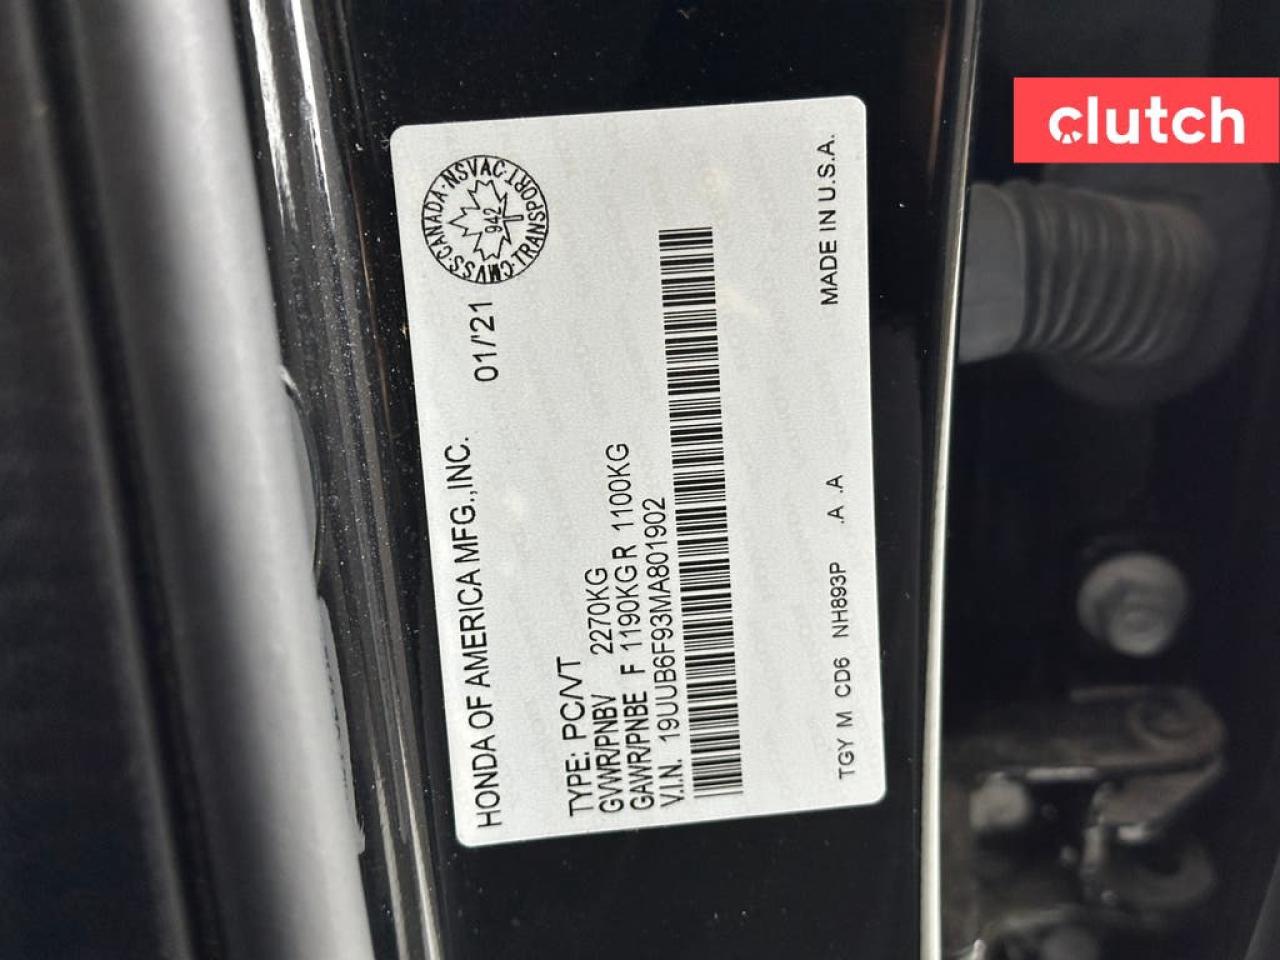 clutch
HONDA OF AMERICA MFG.,INC. 01/'21
CMVSS·CANADA·NSVAC·TRANSPORT
942
TYPE: PC/VT
GVWR/PNBV 2270KG
GAWR/PNBE F 1190KG R 1100KG
V.I.N. 19UUB6F93MA801902
TGY M CD6 NH893P .A .A MADE IN U.S.A.